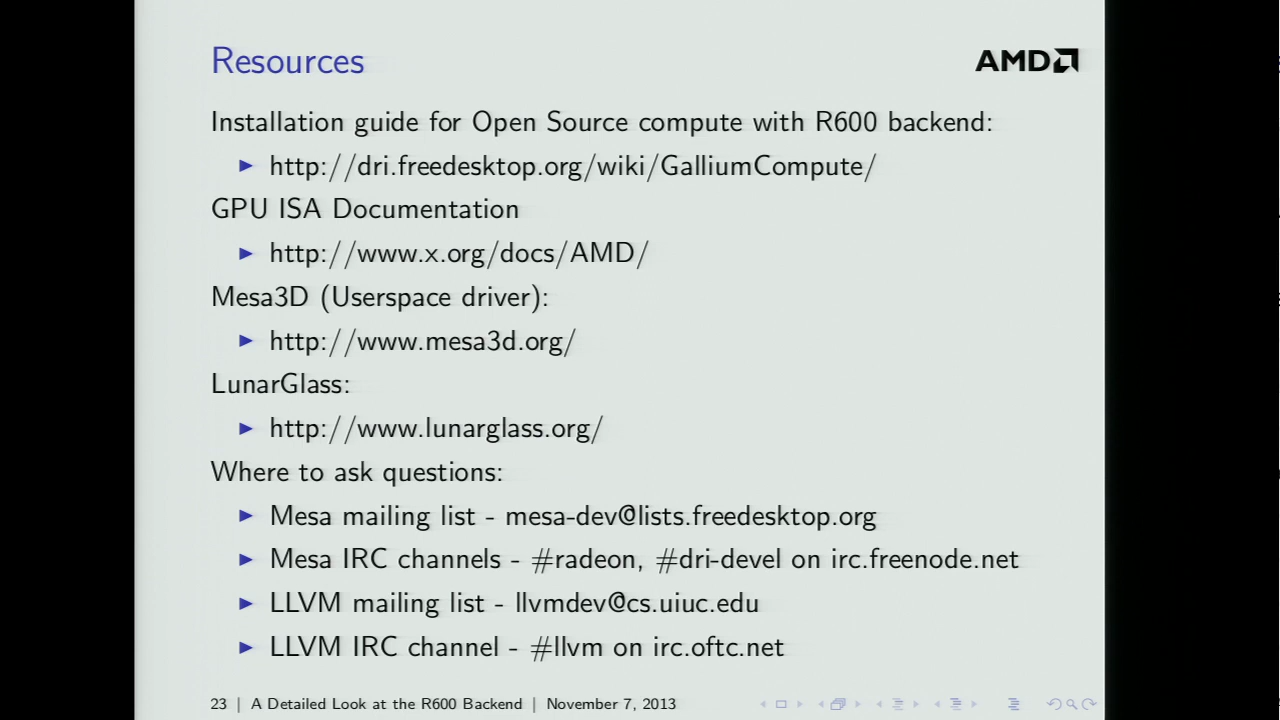 Resources
AMD
Installation guide for Open Source compute with R600 backend:
http://dri.freedesktop.org/wiki/GalliumCompute/
GPU ISA Documentation
http://www.x.org/docs/AMD/
Mesa3D (Userspace driver):
http://www.mesa3d.org/
LunarGlass:
http://www.lunarglass.org/
Where to ask questions:
Mesa mailing list - mesa-dev@lists.freedesktop.org
Mesa IRC channels - #radeon, #dri-devel on irc.freenode.net
LLVM mailing list - llvmdev@cs.uiuc.edu
LLVM IRC channel - #llvm on irc.oftc.net
23 | A Detailed Look at the R600 Backend | November 7, 2013